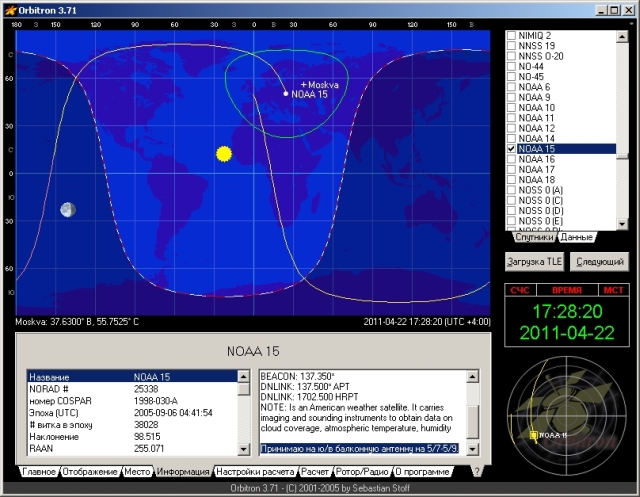 Orbitron 3.71
180 З 150 120 90 З 60 30 0 30 В 60 90 120 В 150
С
60
30
С
0
30
60
Ю
+Moskva
NOAA 15
Moskva: 37.6300° В, 55.7525° С
2011-04-22 17:28:20 (UTC +4:00)
NIMIQ 2
NNSS 19
NNSS O-20
NO-44
NO-45
NOAA 6
NOAA 9
NOAA 10
NOAA 11
NOAA 12
NOAA 14
NOAA 15
NOAA 16
NOAA 17
NOAA 18
NOSS 0 (A)
NOSS 0 (C)
NOSS 0 (D)
NOSS 0 (E)
Спутники Данные
Загрузка TLE Следующий
СЧС ВРЕМЯ МСТ
17:28:20
2011-04-22
NOAA 15
NOAA 15
Название NOAA 15
NORAD # 25338
номер COSPAR 1998-030-A
Эпоха (UTC) 2005-09-06 04:41:54
# витка в эпоху 38028
Наклонение 98.515
RAAN 255.071
BEACON: 137.350*
DNLINK: 137.500* APT
DNLINK: 1702.500 HRPT
NOTE: Is an American weather satellite. It carries
imaging and sounding instruments to obtain data on
cloud coverage, atmospheric temperature, humidity
Принимаю на ю/в балконную антенну на 5/7-5/9.
Главное Отображение Место Информация Настройки расчета Расчет Ротор/Радио О программе ?
Orbitron 3.71 - (C) 2001-2005 by Sebastian Stoff